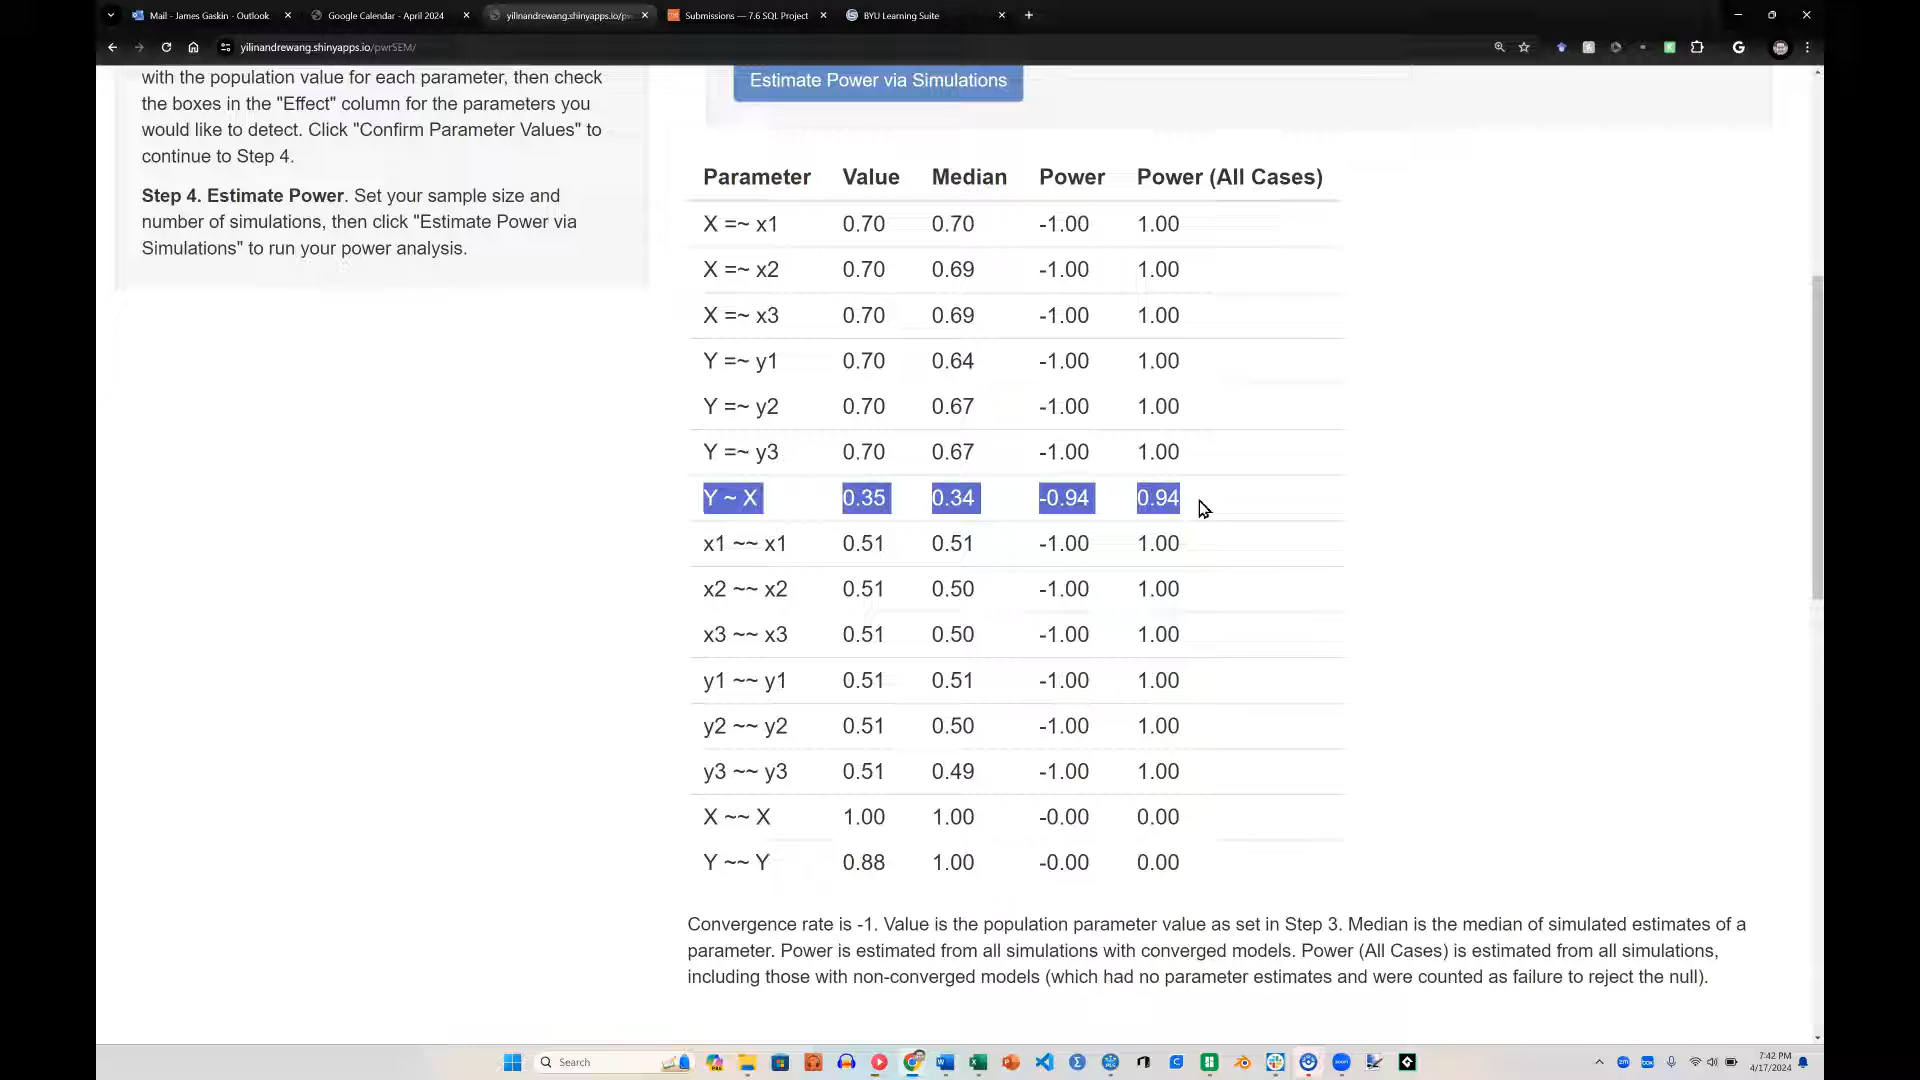 Mail - James Gaskin - Outlook
Google Calendar - April 2024
yilinandrewang.shinyapps.io/pw
Submissions — 7.6 SQL Project
BYU Learning Suite
yilinandrewang.shinyapps.io/pwrSEM/
with the population value for each parameter, then check
the boxes in the "Effect" column for the parameters you
would like to detect. Click "Confirm Parameter Values" to
continue to Step 4.
Step 4. Estimate Power. Set your sample size and
number of simulations, then click "Estimate Power via
Simulations" to run your power analysis.
Estimate Power via Simulations
Parameter Value Median Power Power (All Cases)
X =~ x1 0.70 0.70 -1.00 1.00
X =~ x2 0.70 0.69 -1.00 1.00
X =~ x3 0.70 0.69 -1.00 1.00
Y =~ y1 0.70 0.64 -1.00 1.00
Y =~ y2 0.70 0.67 -1.00 1.00
Y =~ y3 0.70 0.67 -1.00 1.00
Y ~ X 0.35 0.34 -0.94 0.94
x1 ~~ x1 0.51 0.51 -1.00 1.00
x2 ~~ x2 0.51 0.50 -1.00 1.00
x3 ~~ x3 0.51 0.50 -1.00 1.00
y1 ~~ y1 0.51 0.51 -1.00 1.00
y2 ~~ y2 0.51 0.50 -1.00 1.00
y3 ~~ y3 0.51 0.49 -1.00 1.00
X ~~ X 1.00 1.00 -0.00 0.00
Y ~~ Y 0.88 1.00 -0.00 0.00
Convergence rate is -1. Value is the population parameter value as set in Step 3. Median is the median of simulated estimates of a
parameter. Power is estimated from all simulations with converged models. Power (All Cases) is estimated from all simulations,
including those with non-converged models (which had no parameter estimates and were counted as failure to reject the null).
Search
7:42 PM
4/17/2024